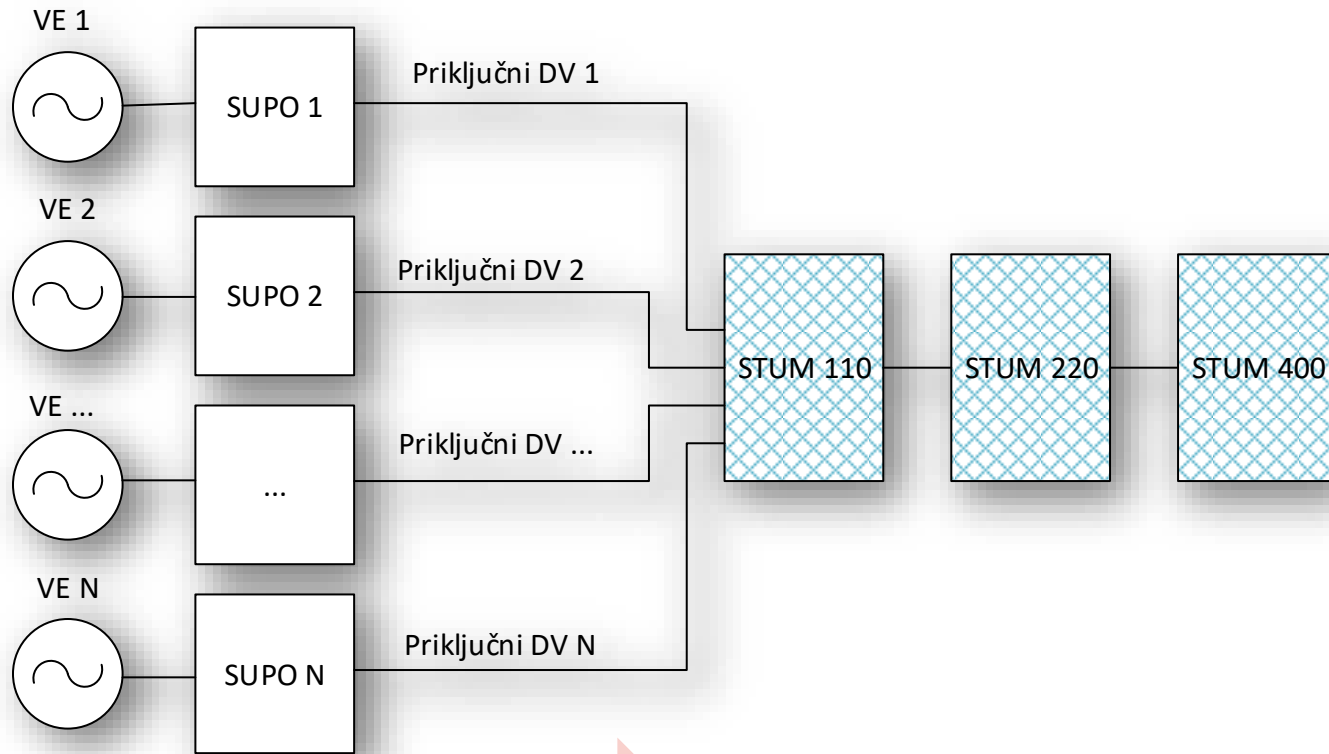 VE 1
SUPO 1
Priključni DV 1
VE 2
SUPO 2
Priključni DV 2
VE ...
...
Priključni DV ...
VE N
SUPO N
Priključni DV N
STUM 110
STUM 220
STUM 400